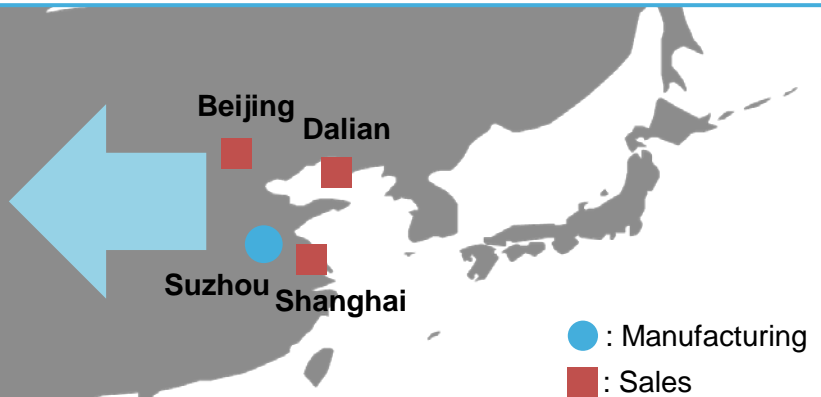 Beijing
Dalian
Suzhou
Shanghai
: Manufacturing
: Sales